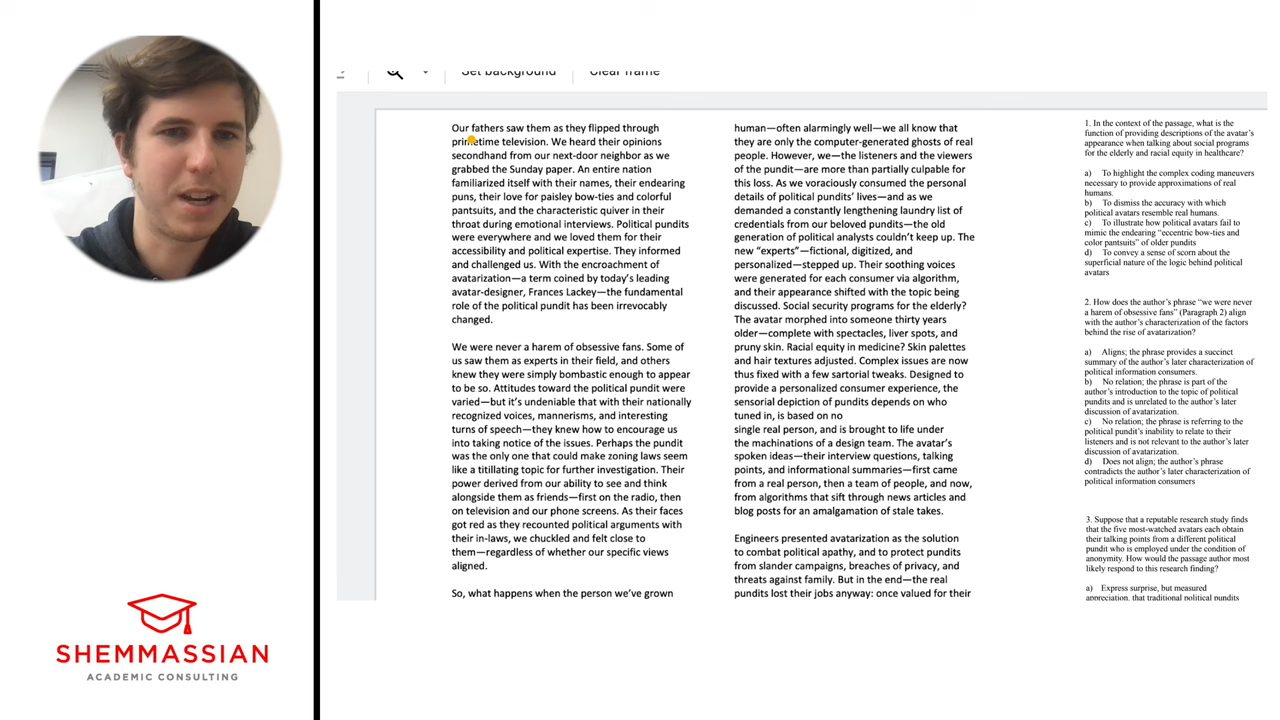 Set background
Clear frame
Our fathers saw them as they flipped through
primetime television. We heard their opinions
secondhand from our next-door neighbor as we
grabbed the Sunday paper. An entire nation
familiarized itself with their names, their endearing
puns, their love for paisley bow-ties and colorful
pantsuits, and the characteristic quiver in their
throat during emotional interviews. Political pundits
were everywhere and we loved them for their
accessibility and political expertise. They informed
and challenged us. With the encroachment of
avatarization—a term coined by today's leading
avatar-designer, Frances Lackey—the fundamental
role of the political pundit has been irrevocably
changed.
We were never a harem of obsessive fans. Some of
us saw them as experts in their field, and others
knew they were simply bombastic enough to appear
to be so. Attitudes toward the political pundit were
varied—but it's undeniable that with their nationally
recognized voices, mannerisms, and interesting
turns of speech—they knew how to encourage us
into taking notice of the issues. Perhaps the pundit
was the only one that could make zoning laws seem
like a titillating topic for further investigation. Their
power derived from our ability to see and think
alongside them as friends—first on the radio, then
on television and our phone screens. As their faces
got red as they recounted political arguments with
their in-laws, we chuckled and felt close to
them—regardless of whether our specific views
aligned.
So, what happens when the person we've grown
human—often alarmingly well—we all know that
they are only the computer-generated ghosts of real
people. However, we—the listeners and the viewers
of the pundit—are more than partially culpable for
this loss. As we voraciously consumed the personal
details of political pundits' lives—and as we
demanded a constantly lengthening laundry list of
credentials from our beloved pundits—the old
generation of political analysts couldn't keep up. The
new "experts"—fictional, digitized, and
personalized—stepped up. Their soothing voices
were generated for each consumer via algorithm,
and their appearance shifted with the topic being
discussed. Social security programs for the elderly?
The avatar morphed into someone thirty years
older—complete with spectacles, liver spots, and
pruny skin. Racial equity in medicine? Skin palettes
and hair textures adjusted. Complex issues are now
thus fixed with a few sartorial tweaks. Designed to
provide a personalized consumer experience, the
sensorial depiction of pundits depends on who
tuned in, is based on no
single real person, and is brought to life under
the machinations of a design team. The avatar's
spoken ideas—their interview questions, talking
points, and informational summaries—first came
from a real person, then a team of people, and now,
from algorithms that sift through news articles and
blog posts for an amalgamation of stale takes.
Engineers presented avatarization as the solution
to combat political apathy, and to protect pundits
from slander campaigns, breaches of privacy, and
threats against family. But in the end—the real
pundits lost their jobs anyway: once valued for their
1. In the context of the passage, what is the
function of providing descriptions of the avatar's
appearance when talking about social programs
for the elderly and racial equity in healthcare?
a) To highlight the complex coding maneuvers
necessary to provide approximations of real
humans.
b) To dismiss the accuracy with which
political avatars resemble real humans.
c) To illustrate how political avatars fail to
mimic the endearing "eccentric bow-ties and
color pantsuits" of older pundits
d) To convey a sense of scorn about the
superficial nature of the logic behind political
avatars
2. How does the author's phrase "we were never
a harem of obsessive fans" (Paragraph 2) align
with the author's characterization of the factors
behind the rise of avatarization?
a) Aligns; the phrase provides a succinct
summary of the author's later characterization of
political information consumers.
b) No relation; the phrase is part of the
author's introduction to the topic of political
pundits and is unrelated to the author's later
discussion of avatarization.
c) No relation; the phrase is referring to the
political pundit's inability to relate to their
listeners and is not relevant to the author's later
discussion of avatarization.
d) Does not align; the author's phrase
contradicts the author's later characterization of
political information consumers
3. Suppose that a reputable research study finds
that the five most-watched avatars each obtain
their talking points from a different political
pundit who is employed under the condition of
anonymity. How would the passage author most
likely respond to this research finding?
a) Express surprise, but measured
appreciation, that traditional political pundits
SHEMMASSIAN
ACADEMIC CONSULTING